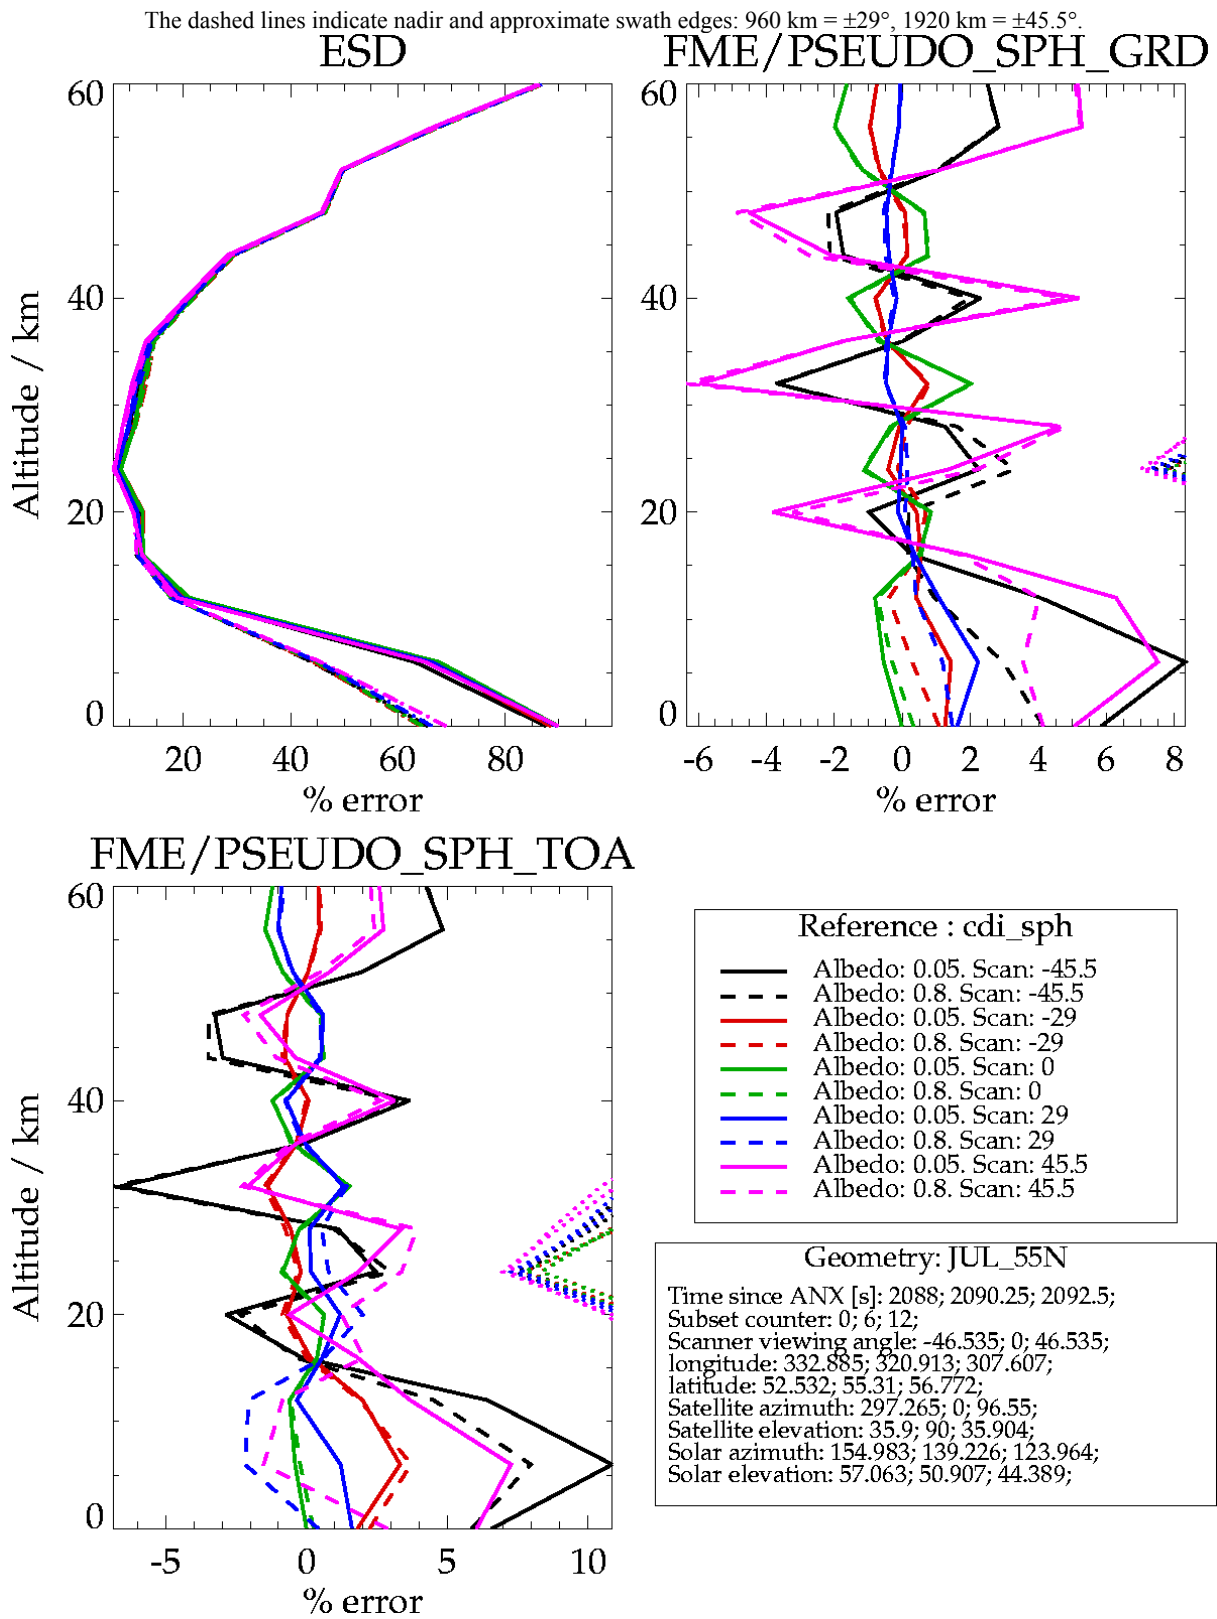 The dashed lines indicate nadir and approximate swath edges: 960 km = ±29°, 1920 km = ±45.5°.
ESD
60
40
20
0
Altitude / km
20 40 60 80
% error
FME/PSEUDO_SPH_GRD
60
40
20
0
-6 -4 -2 0 2 4 6 8
% error
FME/PSEUDO_SPH_TOA
60
40
20
0
Altitude / km
-5 0 5 10
% error
Reference : cdi_sph
Albedo: 0.05. Scan: -45.5
Albedo: 0.8. Scan: -45.5
Albedo: 0.05. Scan: -29
Albedo: 0.8. Scan: -29
Albedo: 0.05. Scan: 0
Albedo: 0.8. Scan: 0
Albedo: 0.05. Scan: 29
Albedo: 0.8. Scan: 29
Albedo: 0.05. Scan: 45.5
Albedo: 0.8. Scan: 45.5
Geometry: JUL_55N
Time since ANX [s]: 2088; 2090.25; 2092.5;
Subset counter: 0; 6; 12;
Scanner viewing angle: -46.535; 0; 46.535;
longitude: 332.885; 320.913; 307.607;
latitude: 52.532; 55.31; 56.772;
Satellite azimuth: 297.265; 0; 96.55;
Satellite elevation: 35.9; 90; 35.904;
Solar azimuth: 154.983; 139.226; 123.964;
Solar elevation: 57.063; 50.907; 44.389;